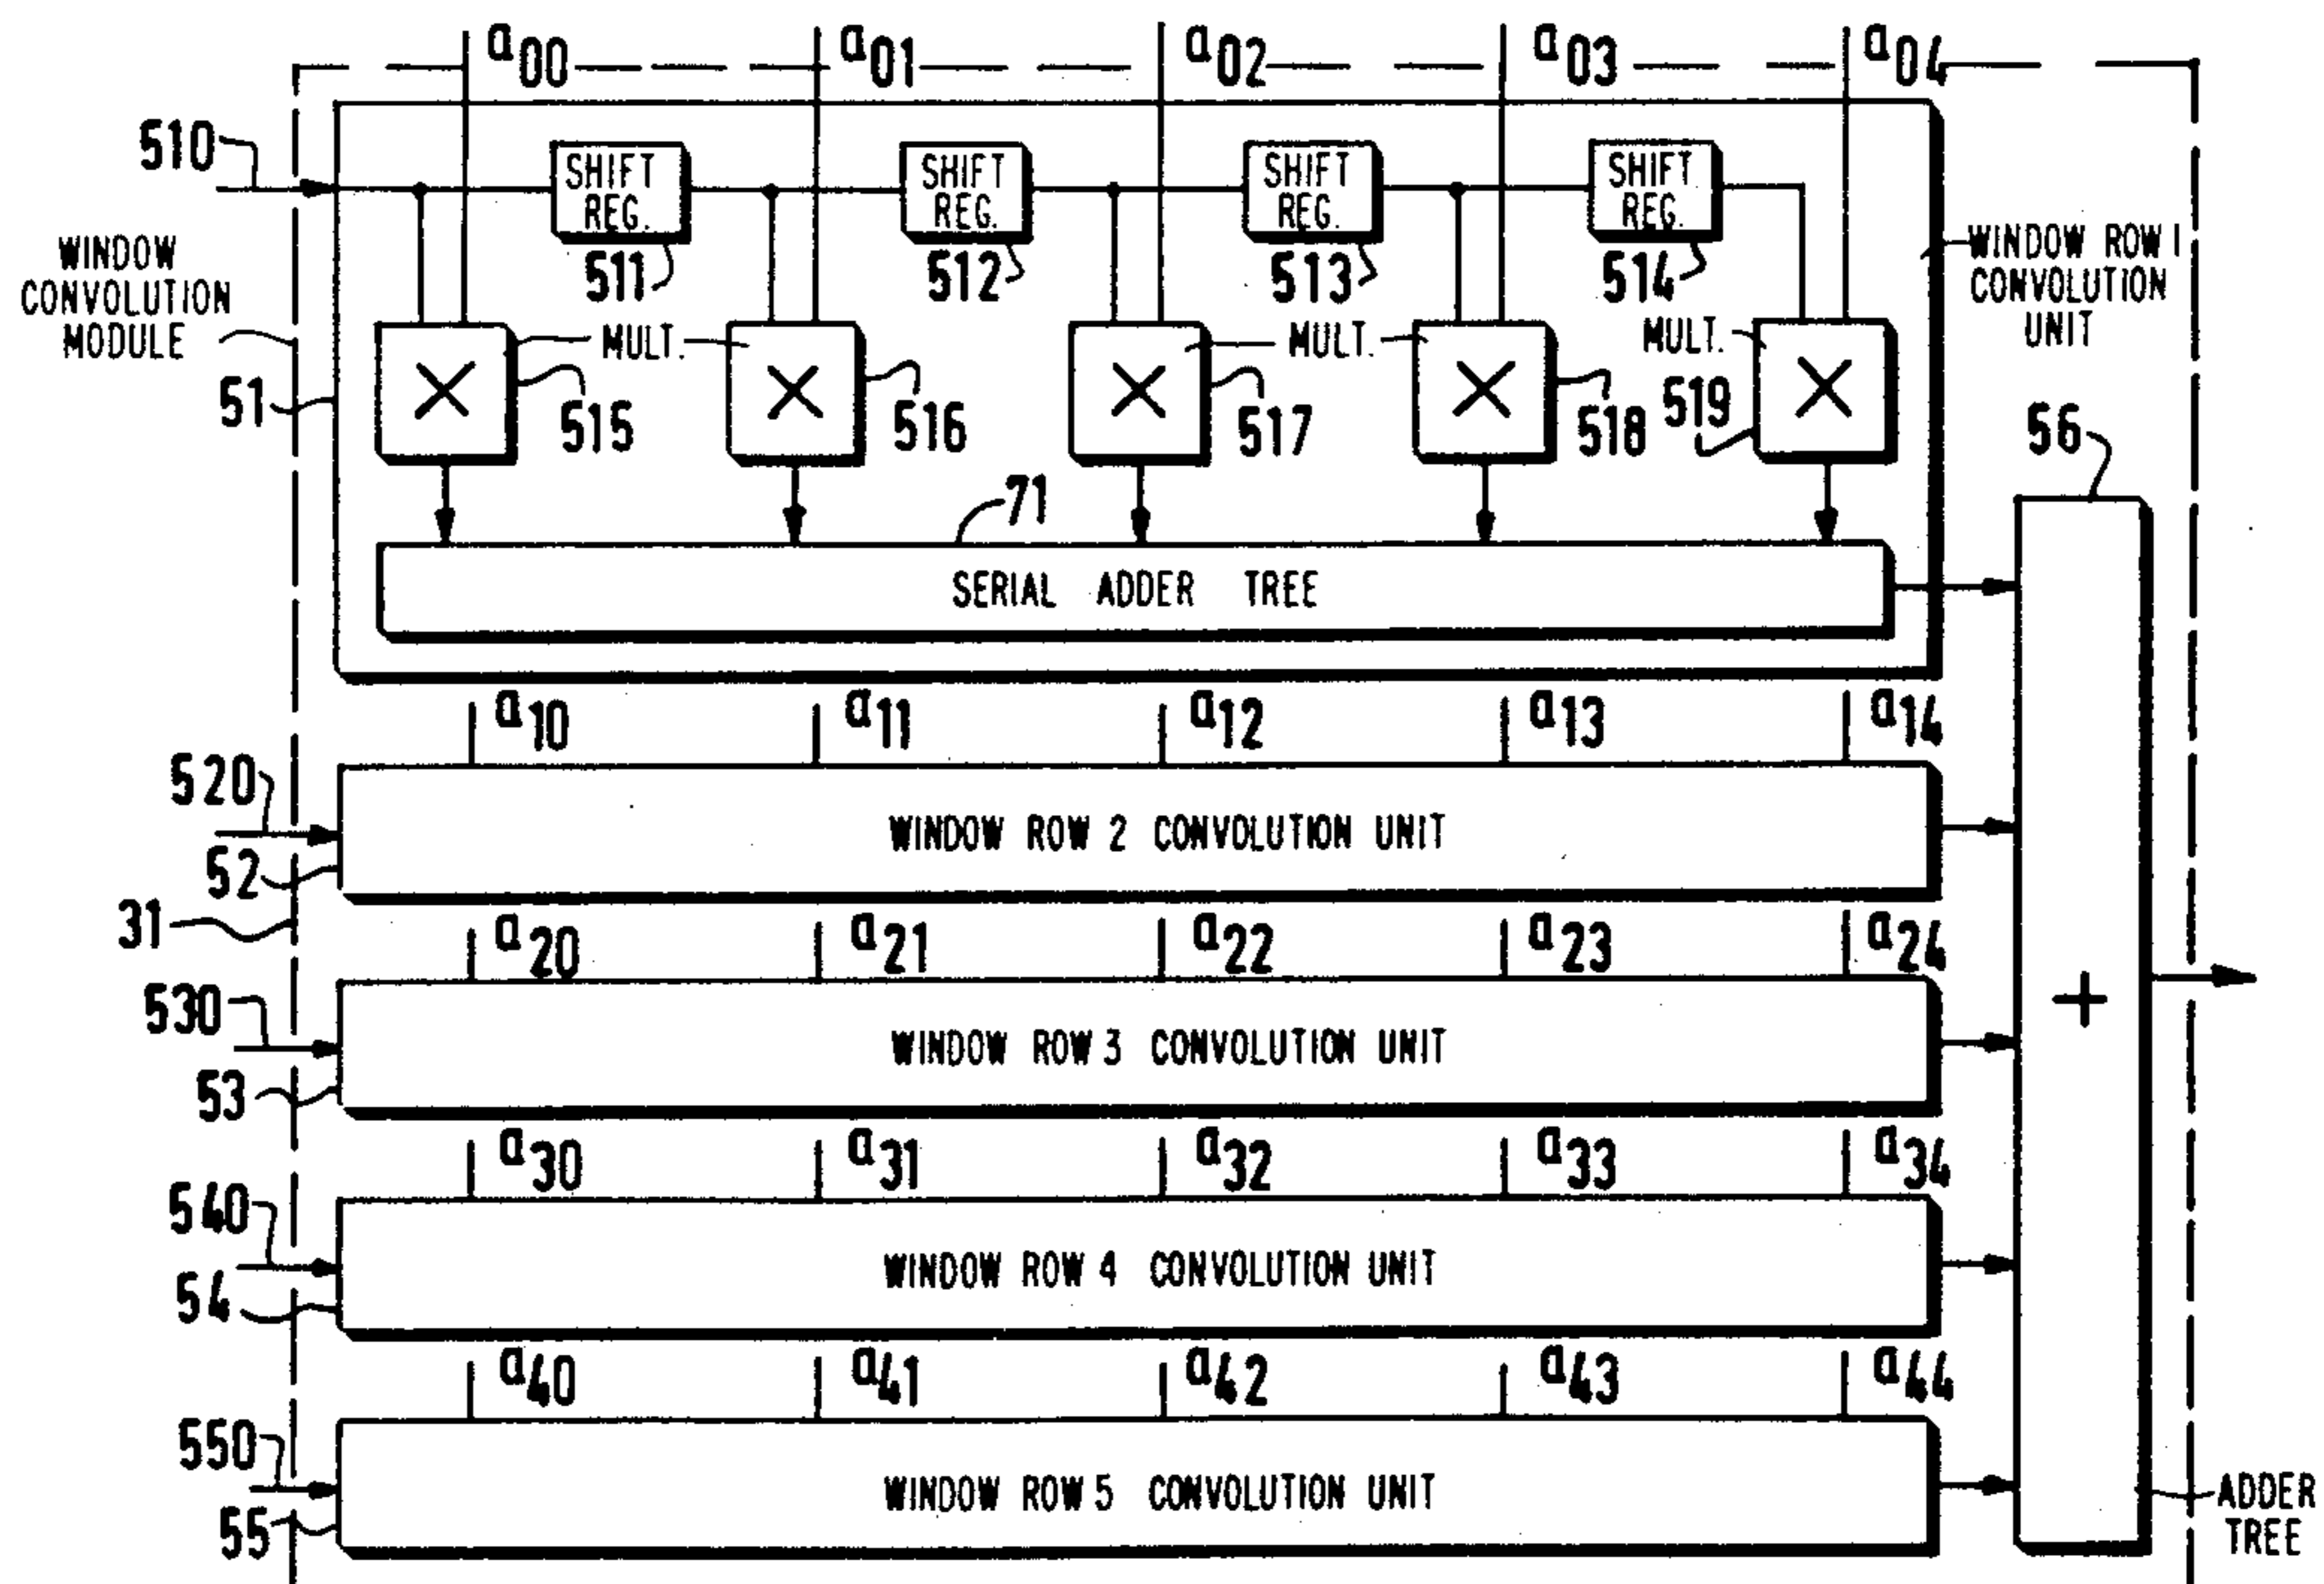 a00 a01 a02 a03 a04
510
SHIFT REG.
SHIFT REG.
SHIFT REG.
SHIFT REG.
511 512 513 514
WINDOW CONVOLUTION MODULE
WINDOW ROW 1 CONVOLUTION UNIT
MULT. MULT. MULT.
51
515 516 517 518 519
56
71
SERIAL ADDER TREE
a10 a11 a12 a13 a14
520
WINDOW ROW 2 CONVOLUTION UNIT
52
31
a20 a21 a22 a23 a24
530
WINDOW ROW 3 CONVOLUTION UNIT
53
+
a30 a31 a32 a33 a34
540
WINDOW ROW 4 CONVOLUTION UNIT
54
a40 a41 a42 a43 a44
550
WINDOW ROW 5 CONVOLUTION UNIT
55
ADDER TREE